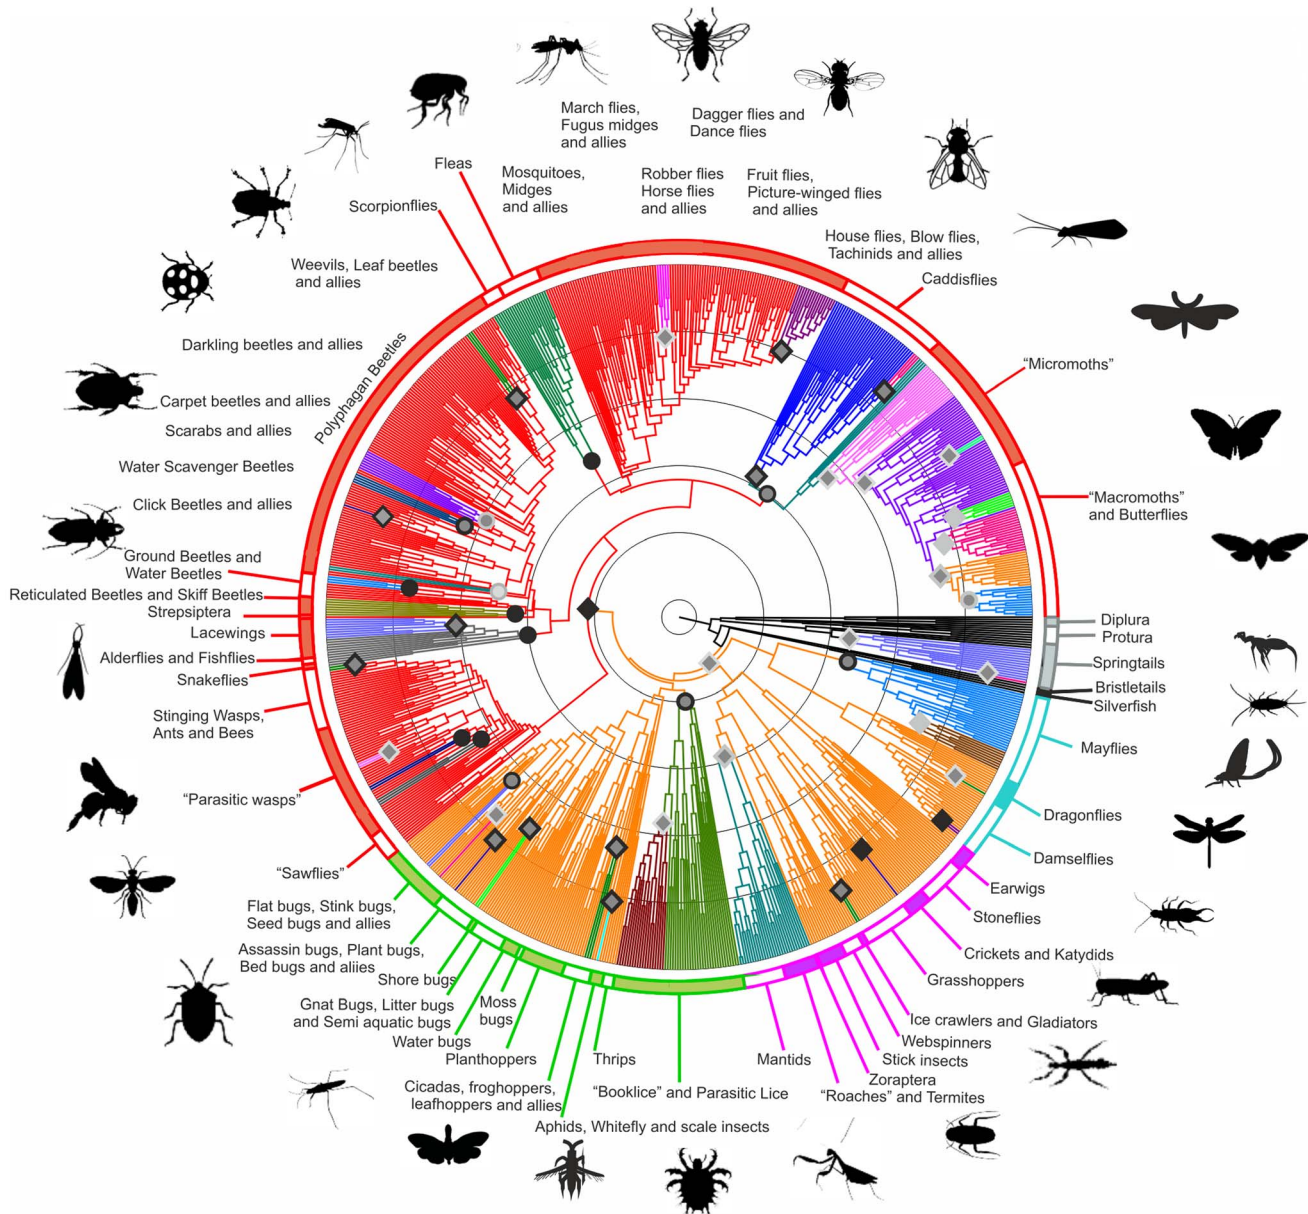 March flies,
Fugus midges
and allies
Dagger flies and
Dance flies
Fleas
Mosquitoes,
Midges
and allies
Robber flies
Horse flies
and allies
Fruit flies,
Picture-winged flies
and allies
Scorpionflies
House flies, Blow flies,
Tachinids and allies
Weevils, Leaf beetles
and allies
Caddisflies
Darkling beetles and allies
Polyphagan Beetles
“Micromoths”
Carpet beetles and allies
Scarabs and allies
Water Scavenger Beetles
Click Beetles and allies
“Macromoths”
and Butterflies
Ground Beetles and
Water Beetles
Reticulated Beetles and Skiff Beetles
Strepsiptera
Lacewings
Alderflies and Fishflies
Snakeflies
Stinging Wasps,
Ants and Bees
“Parasitic wasps”
“Sawflies”
Diplura
Protura
Springtails
Bristletails
Silverfish
Mayflies
Dragonflies
Damselflies
Earwigs
Stoneflies
Crickets and Katydids
Grasshoppers
Ice crawlers and Gladiators
Webspinners
Stick insects
Zoraptera
“Roaches” and Termites
Mantids
Flat bugs, Stink bugs,
Seed bugs and allies
Assassin bugs, Plant bugs,
Bed bugs and alliies
Shore bugs
Gnat Bugs, Litter bugs
and Semi aquatic bugs
Water bugs
Moss
bugs
Planthoppers
Cicadas, froghoppers,
leafhoppers and allies
Thrips
“Booklice” and Parasitic Lice
Aphids, Whitefly and scale insects